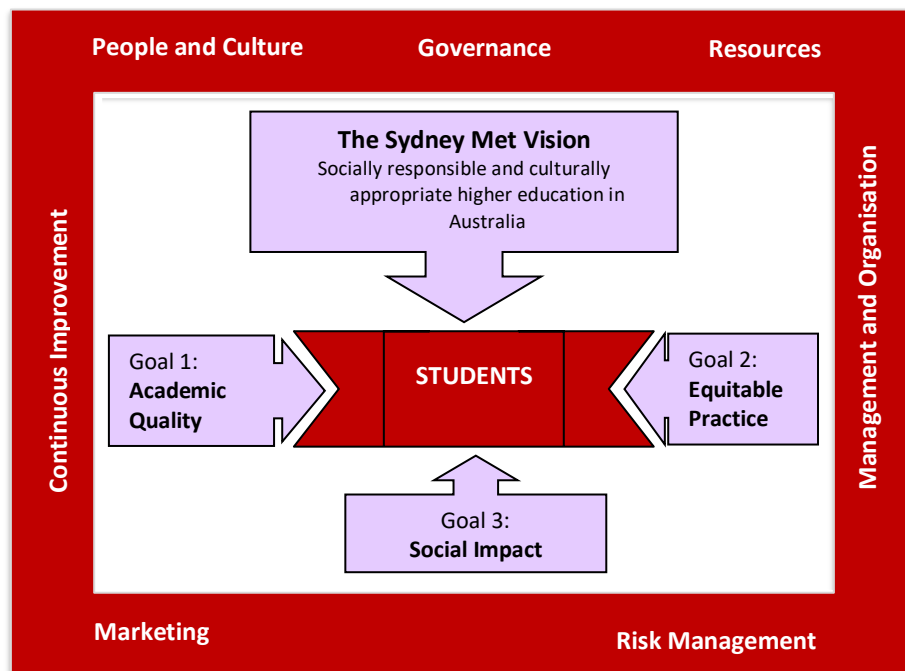 People and Culture
Governance
Resources
The Sydney Met Vision
Socially responsible and culturally
appropriate higher education in
Australia
Continuous Improvement
Management and Organisation
Goal 1:
Academic
Quality
STUDENTS
Goal 2:
Equitable
Practice
Goal 3:
Social Impact
Marketing
Risk Management